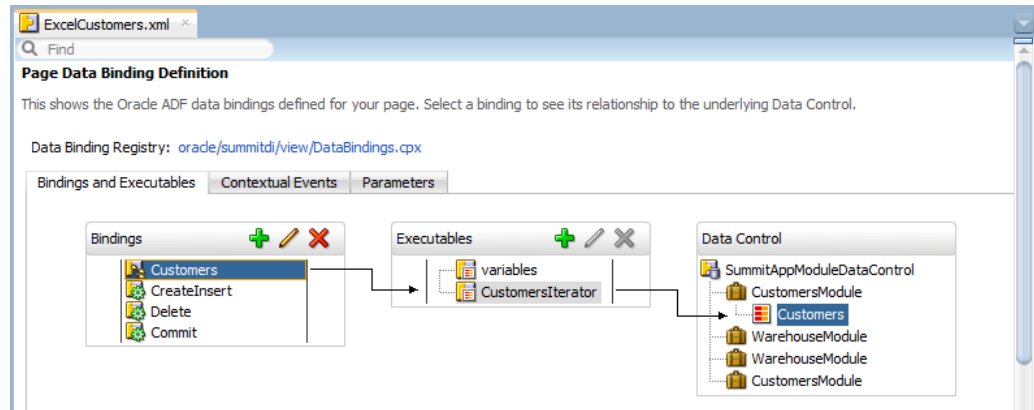 ExcelCustomers.xml
Find
Page Data Binding Definition
This shows the Oracle ADF data bindings defined for your page. Select a binding to see its relationship to the underlying Data Control.
Data Binding Registry: oracle/summitdi/view/DataBindings.cpx
Bindings and Executables Contextual Events Parameters
Bindings
Customers
CreateInsert
Delete
Commit
Executables
variables
CustomersIterator
Data Control
SummitAppModuleDataControl
CustomersModule
Customers
WarehouseModule
WarehouseModule
CustomersModule